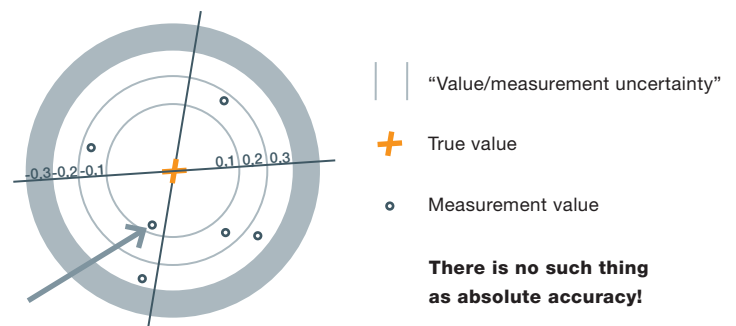 -0,3-0,2-0,1
0,1 0,2 0,3
“Value/measurement uncertainty”
True value
Measurement value
There is no such thing
as absolute accuracy!